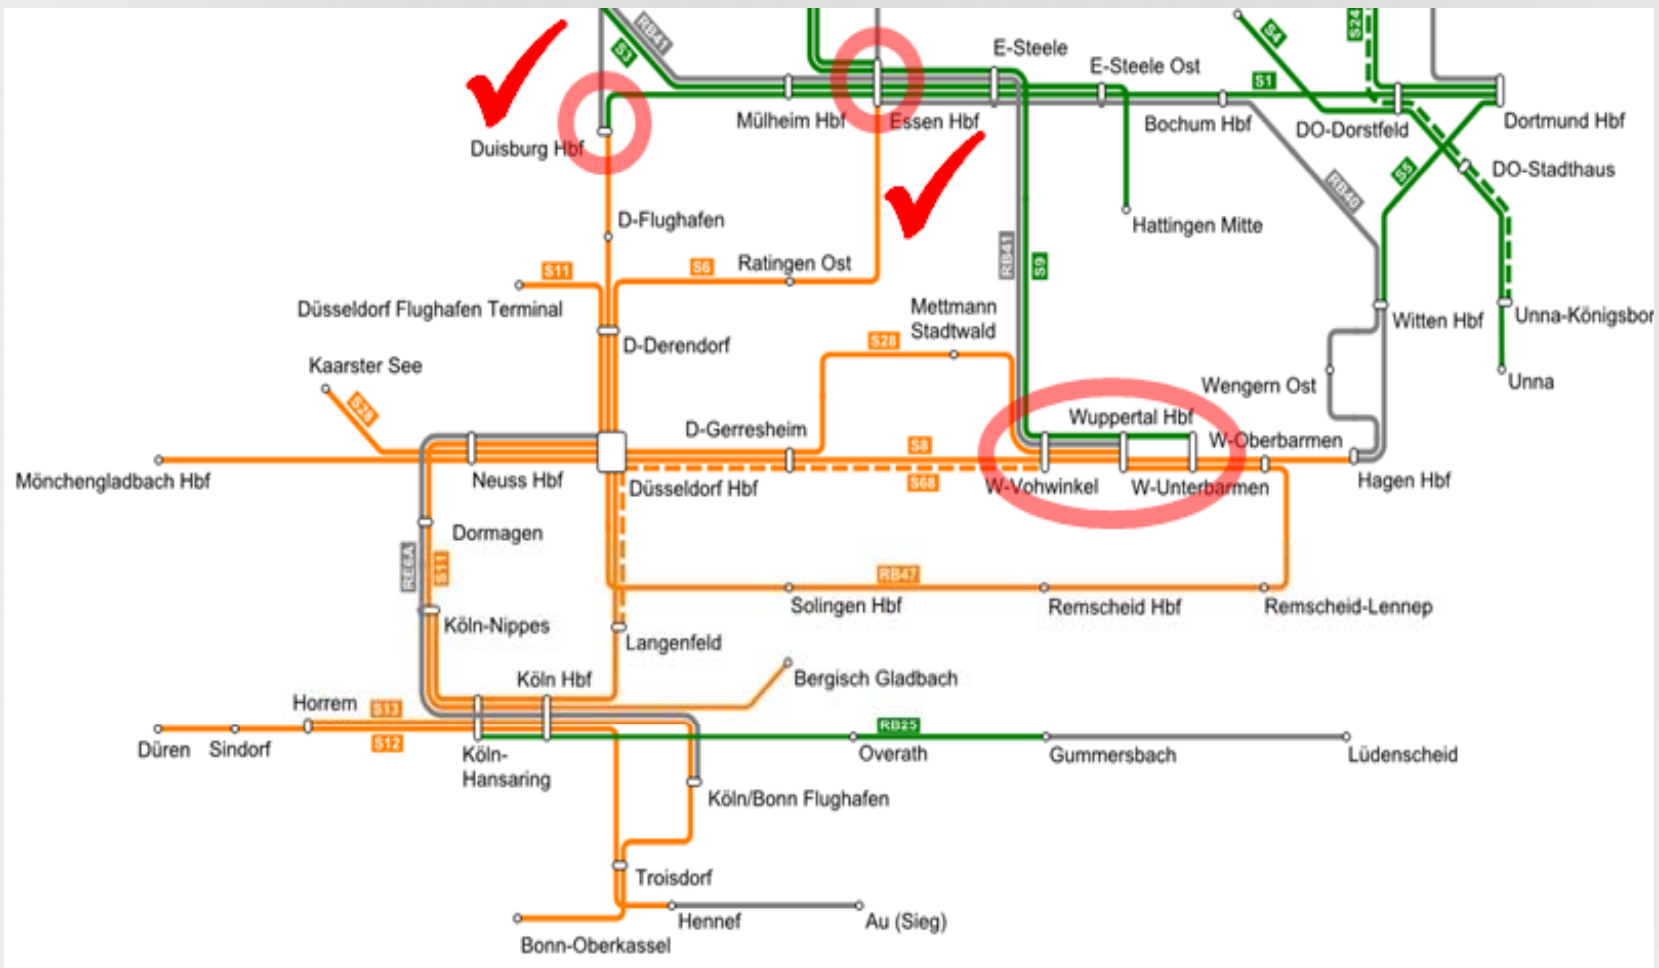 RB41
S3
S24
S4
E-Steele
E-Steele Ost
S1
Mülheim Hbf
Essen Hbf
Bochum Hbf
DO-Dorstfeld
Dortmund Hbf
Duisburg Hbf
DO-Stadthaus
S5
RB40
D-Flughafen
Hattingen Mitte
RB41
S9
S11
S6
Ratingen Ost
Düsseldorf Flughafen Terminal
Mettmann
Stadtwald
Witten Hbf
Unna-Königsbor
D-Derendorf
S28
Kaarster See
Wengern Ost
Unna
S28
Wuppertal Hbf
D-Gerresheim
S8
W-Oberbarmen
Mönchengladbach Hbf
Neuss Hbf
Düsseldorf Hbf
S68
W-Vohwinkel
W-Unterbarmen
Hagen Hbf
Dormagen
RE6A
S11
RB47
Solingen Hbf
Remscheid Hbf
Remscheid-Lennep
Köln-Nippes
Langenfeld
Köln Hbf
Bergisch Gladbach
Horrem
S13
S12
RB25
Düren
Sindorf
Köln-
Hansaring
Overath
Gummersbach
Lüdenscheid
Köln/Bonn Flughafen
Troisdorf
Hennef
Au (Sieg)
Bonn-Oberkassel